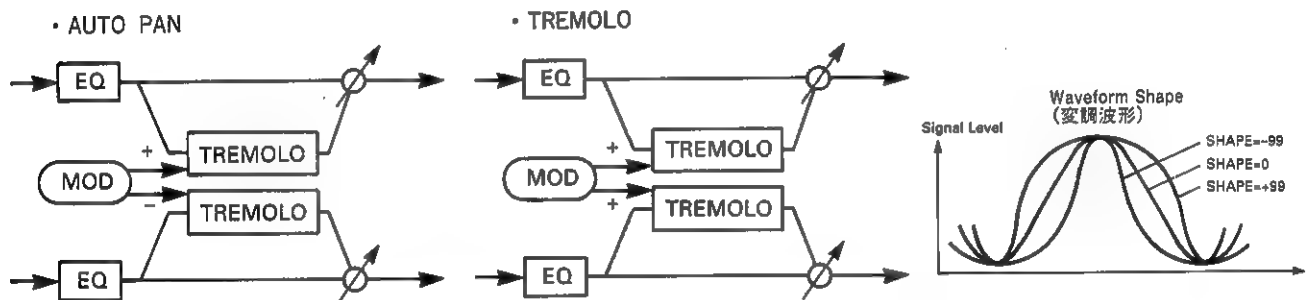 ・AUTO PAN
EQ
+
TREMOLO
MOD
−
TREMOLO
EQ
・TREMOLO
EQ
+
TREMOLO
MOD
+
TREMOLO
EQ
Waveform Shape
(変調波形)
Signal Level
SHAPE=-99
SHAPE=0
SHAPE=+99